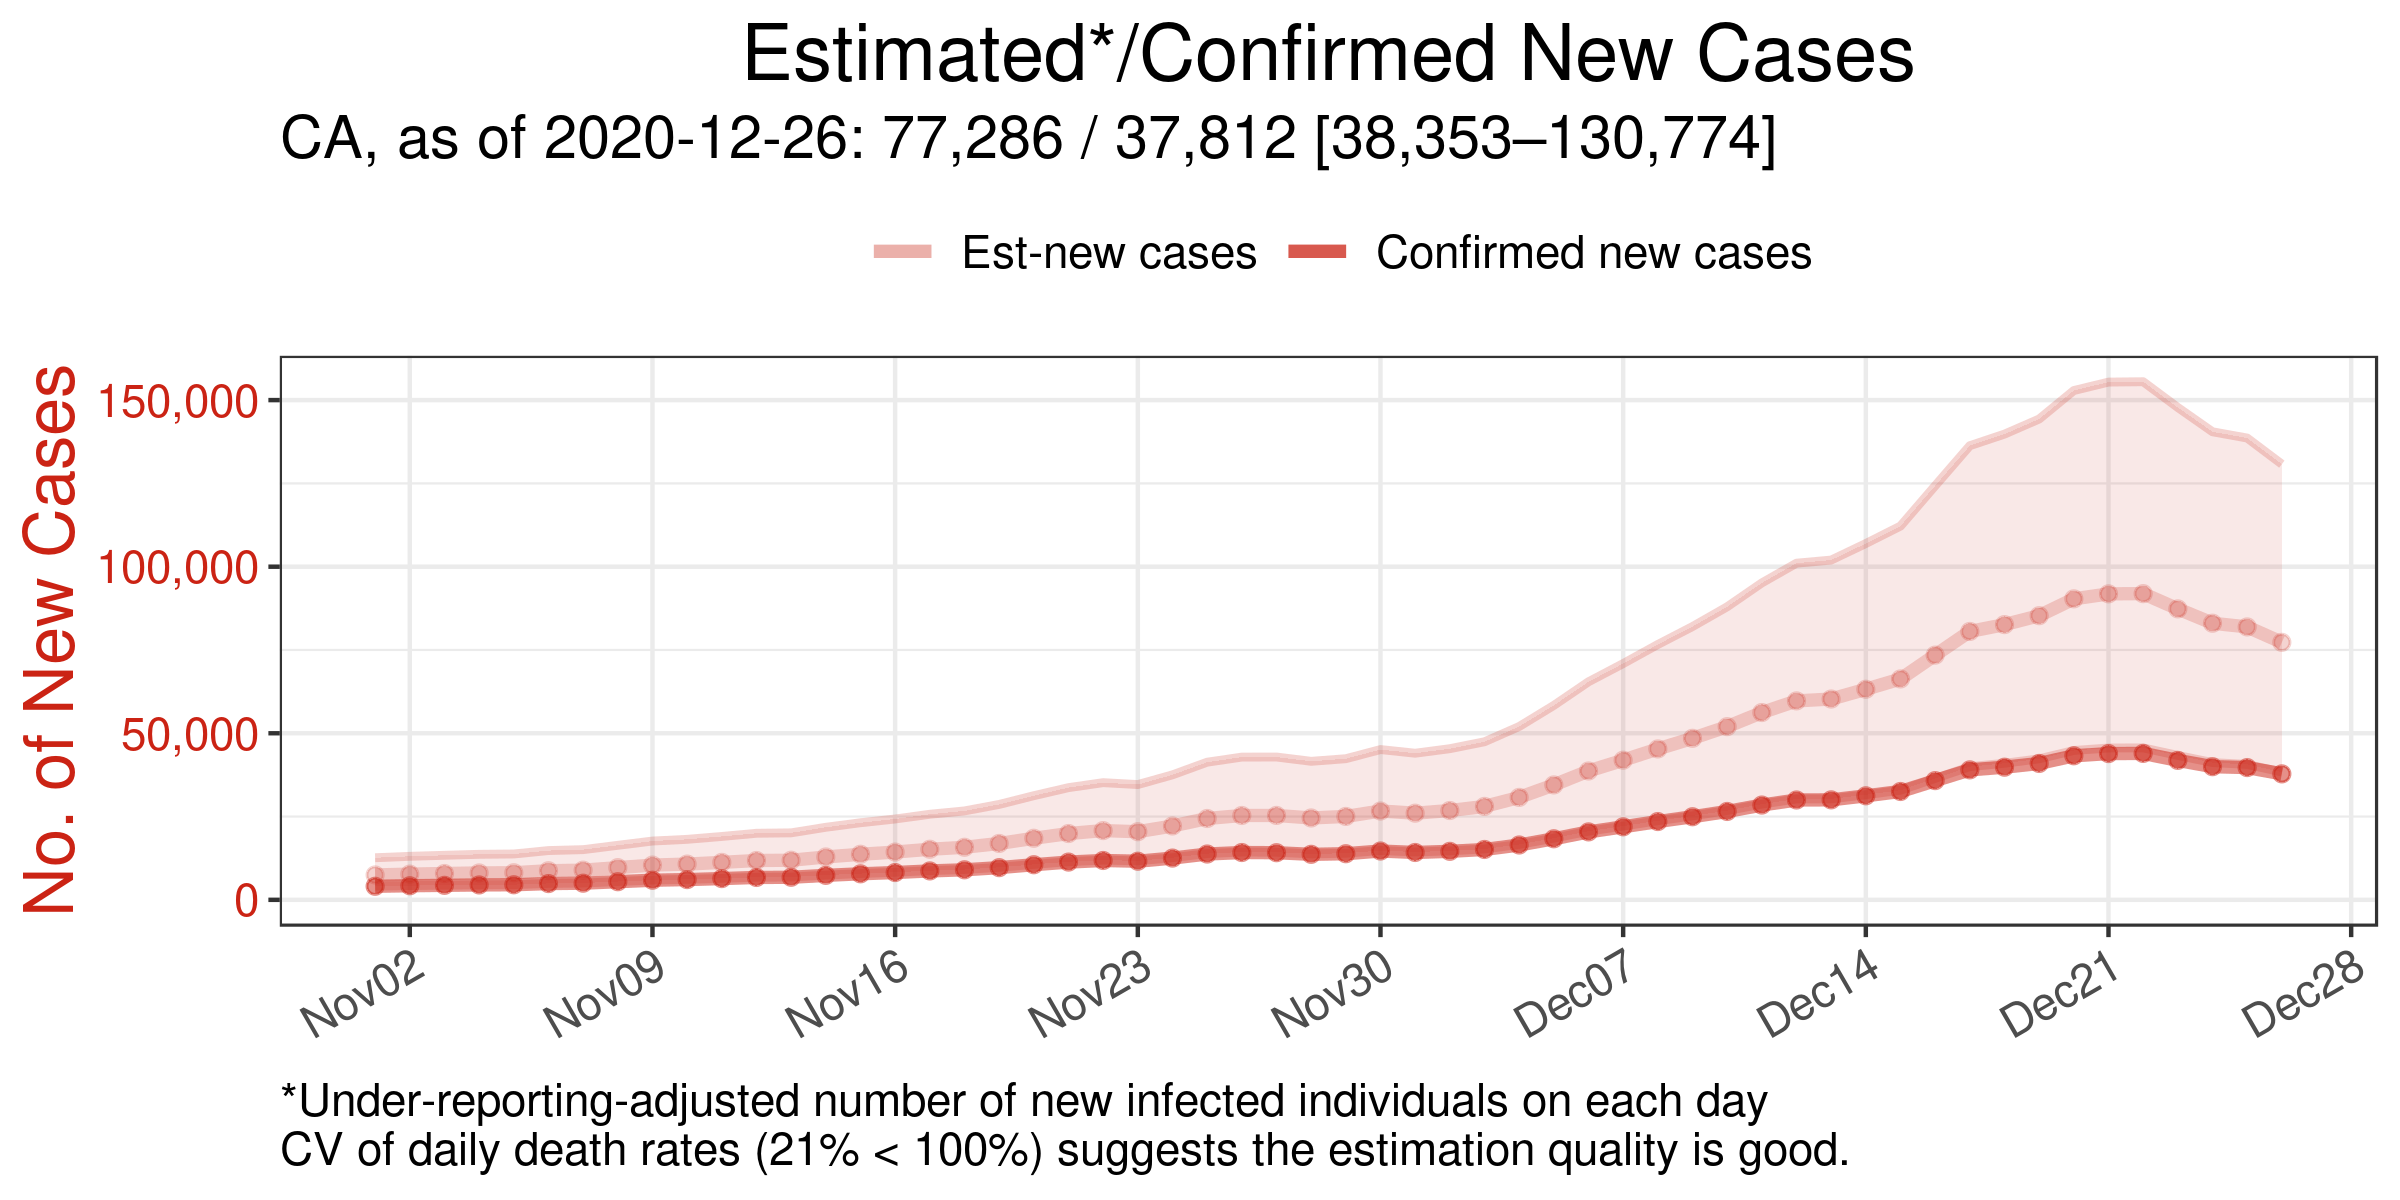 Estimated*/Confirmed New Cases
CA, as of 2020-12-26: 77,286 / 37,812 [38,353–130,774]
Est-new cases
Confirmed new cases
No. of New Cases
150,000
100,000
50,000
0
Nov02
Nov09
Nov16
Nov23
Nov30
Dec07
Dec14
Dec21
Dec28
*Under-reporting-adjusted number of new infected individuals on each day
CV of daily death rates (21% < 100%) suggests the estimation quality is good.